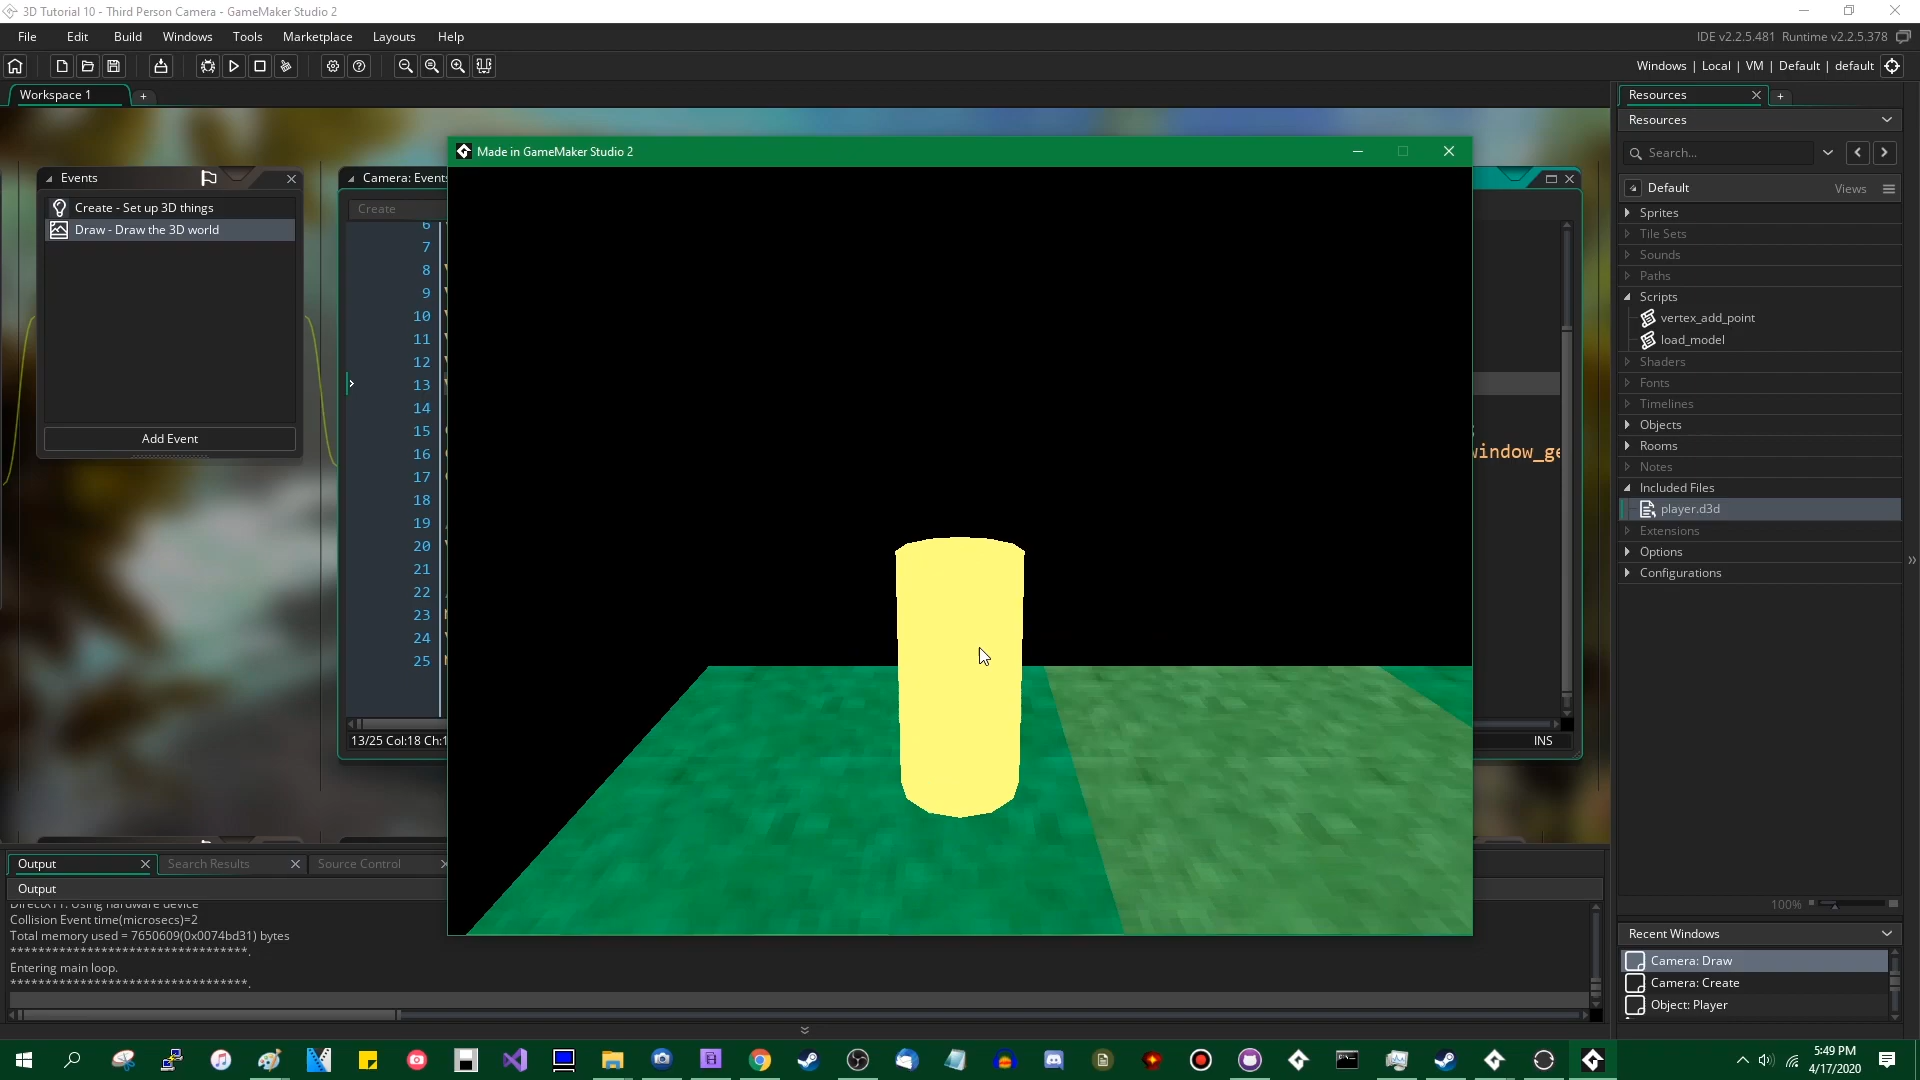 3D Tutorial 10 - Third Person Camera - GameMaker Studio 2
File Edit Build Windows Tools Marketplace Layouts Help
IDE v2.2.5.481 Runtime v2.2.5.378
Windows | Local | VM | Default | default
Workspace 1
Resources
Resources
Search...
Default
Views
Sprites
Tile Sets
Sounds
Paths
Scripts
vertex_add_point
load_model
Shaders
Fonts
Timelines
Objects
Rooms
Notes
Included Files
player.d3d
Extensions
Options
Configurations
100%
Recent Windows
Camera: Draw
Camera: Create
Object: Player
Events
Create - Set up 3D things
Draw - Draw the 3D world
Add Event
Camera: Events
Create
6
7
8
9
10
11
12
13
14
15
16
17
18
19
20
21
22
23
24
25
window_ge
13/25 Col:18 Ch:1
INS
Made in GameMaker Studio 2
Output
Search Results
Source Control
Output
DirectX11: Using hardware device
Collision Event time(microsecs)=2
Total memory used = 7650609(0x0074bd31) bytes
**********************************.
Entering main loop.
**********************************.
5:49 PM
4/17/2020